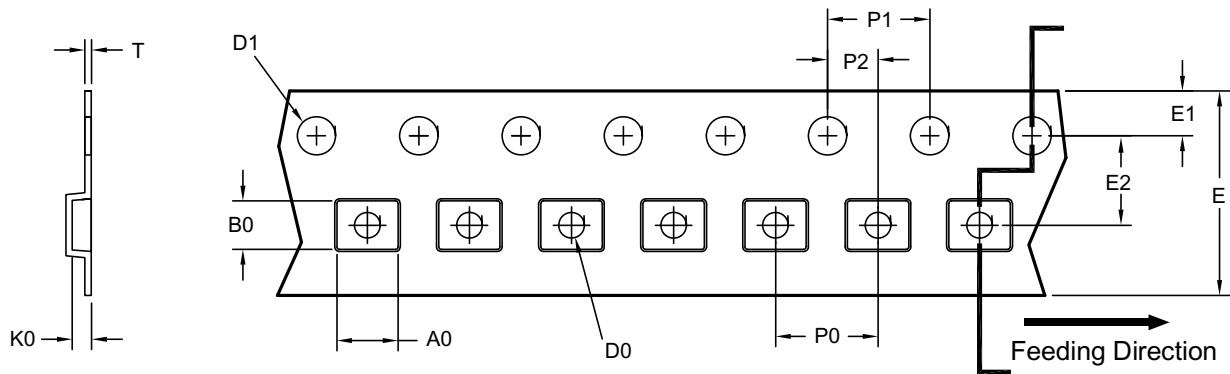 P1
T
D1
P2
E1
E2
E
B0
K0
A0
D0
P0
Feeding Direction